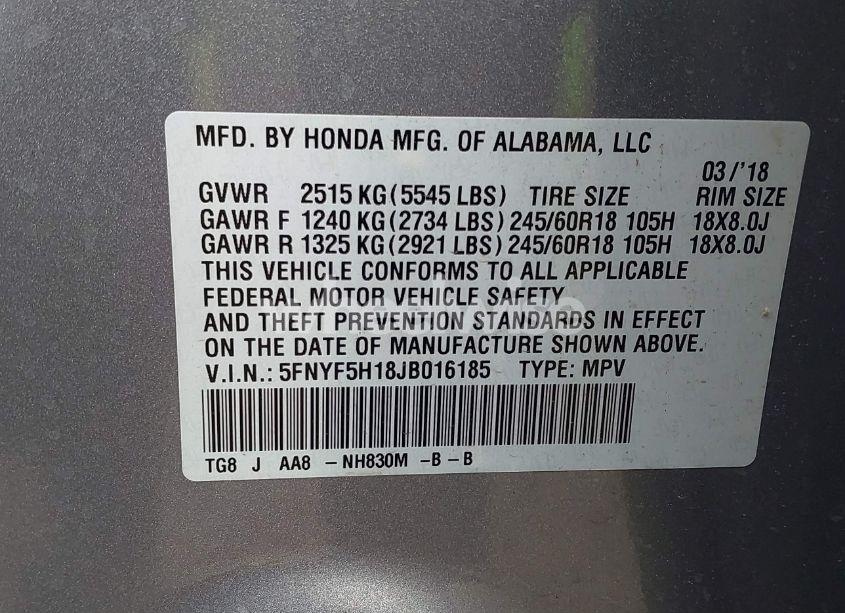 MFD. BY HONDA MFG. OF ALABAMA, LLC
03/'18
GVWR 2515 KG (5545 LBS) TIRE SIZE RIM SIZE
GAWR F 1240 KG (2734 LBS) 245/60R18 105H 18X8.0J
GAWR R 1325 KG (2921 LBS) 245/60R18 105H 18X8.0J
THIS VEHICLE CONFORMS TO ALL APPLICABLE
FEDERAL MOTOR VEHICLE SAFETY
AND THEFT PREVENTION STANDARDS IN EFFECT
ON THE DATE OF MANUFACTURE SHOWN ABOVE.
V.I.N.: 5FNYF5H18JB016185 TYPE: MPV
TG8 J AA8 - NH830M - B - B